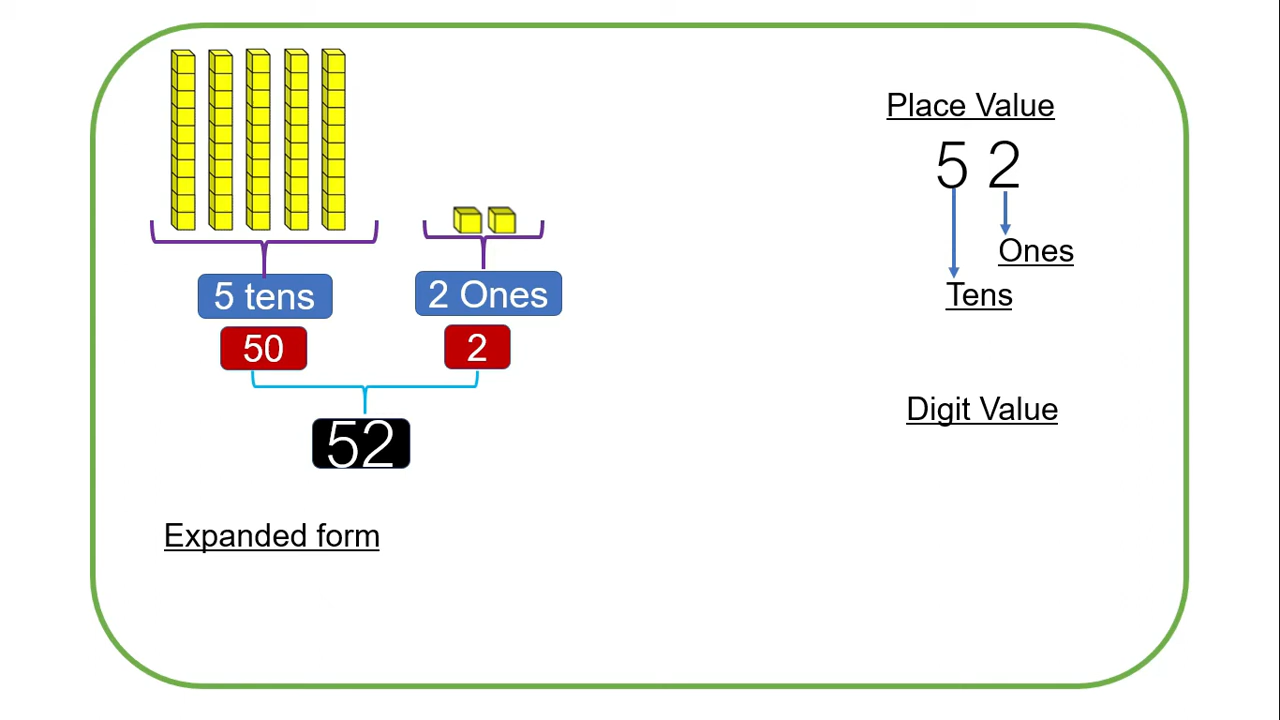 Place Value
5 2
Ones
Tens
5 tens
2 Ones
50
2
52
Digit Value
Expanded form